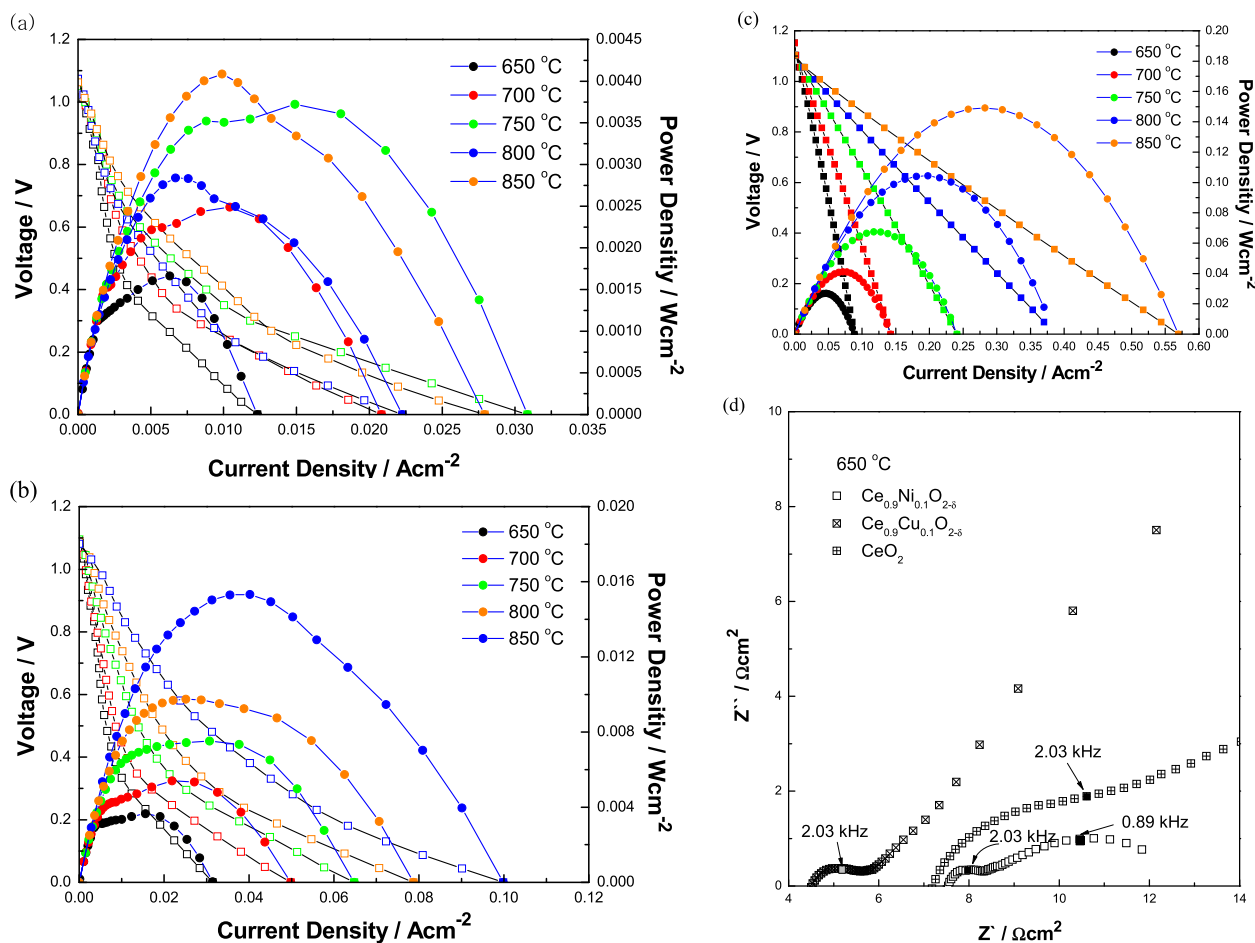 (a)
1.2
1.0
0.8
0.6
0.4
0.2
0.0
Voltage / V
0.000 0.005 0.010 0.015 0.020 0.025 0.030 0.035
Current Density / Acm-2
0.0045
0.0040
0.0035
0.0030
0.0025
0.0020
0.0015
0.0010
0.0005
0.0000
Power Densitiy / Wcm-2
650 °C
700 °C
750 °C
800 °C
850 °C
(c)
1.2
1.0
0.8
0.6
0.4
0.2
0.0
Voltage / V
0.00 0.05 0.10 0.15 0.20 0.25 0.30 0.35 0.40 0.45 0.50 0.55 0.60
Current Density / Acm-2
0.20
0.18
0.16
0.14
0.12
0.10
0.08
0.06
0.04
0.02
0.00
Power Densitiy / Wcm-2
650 °C
700 °C
750 °C
800 °C
850 °C
(b)
1.2
1.0
0.8
0.6
0.4
0.2
0.0
Voltage / V
0.00 0.02 0.04 0.06 0.08 0.10 0.12
Current Density / Acm-2
0.020
0.016
0.012
0.008
0.004
0.000
Power Densitiy / Wcm-2
650 °C
700 °C
750 °C
800 °C
850 °C
(d)
10
8
6
4
2
0
Z`` / Ωcm2
4 6 8 10 12 14
Z` / Ωcm2
650 °C
Ce0.9Ni0.1O2-δ
Ce0.9Cu0.1O2-δ
CeO2
2.03 kHz
2.03 kHz
2.03 kHz
0.89 kHz